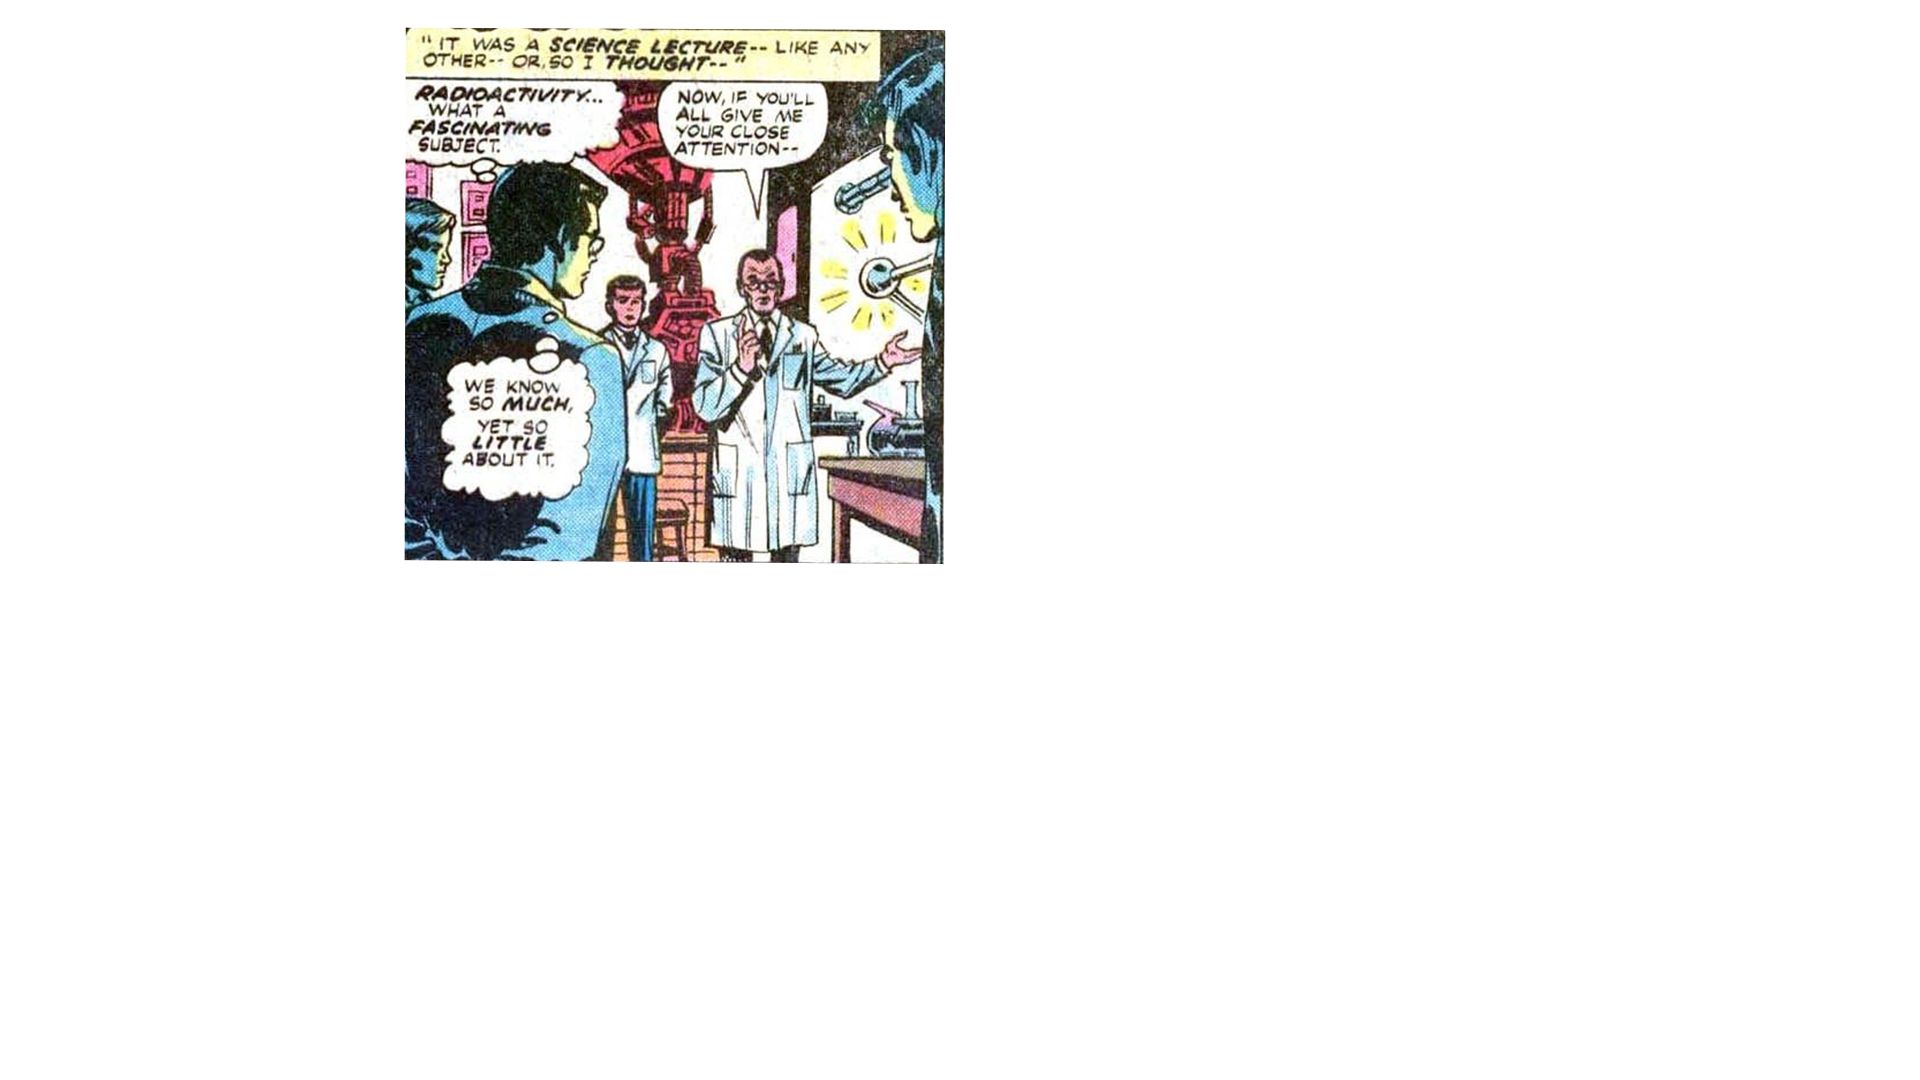 "IT WAS A SCIENCE LECTURE-- LIKE ANY
OTHER-- OR, SO I THOUGHT--"
RADIOACTIVITY...
WHAT A
FASCINATING
SUBJECT.
NOW, IF YOU'LL
ALL GIVE ME
YOUR CLOSE
ATTENTION--
WE KNOW
SO MUCH,
YET SO
LITTLE
ABOUT IT.